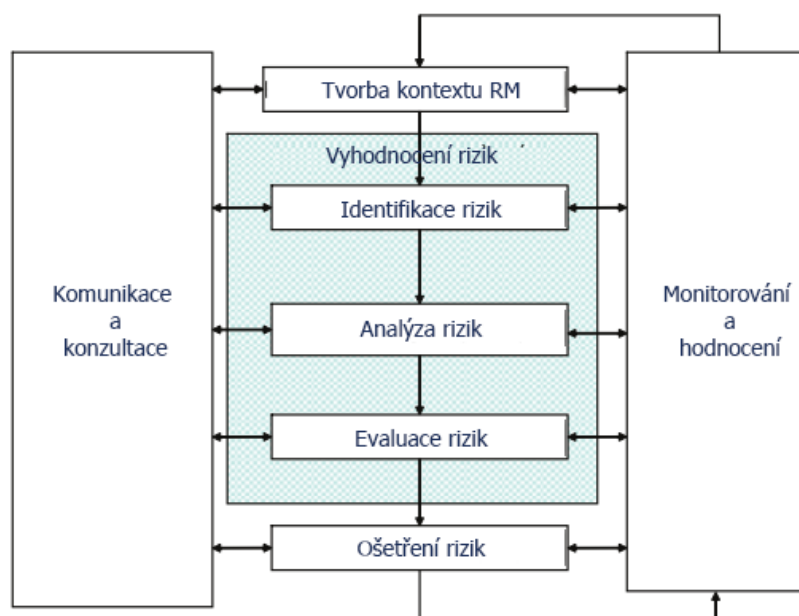 Tvorba kontextu RM
Vyhodnocení rizik
Identifikace rizik
Komunikace
a
konzultace
Analýza rizik
Monitorování
a
hodnocení
Evaluace rizik
Ošetření rizik